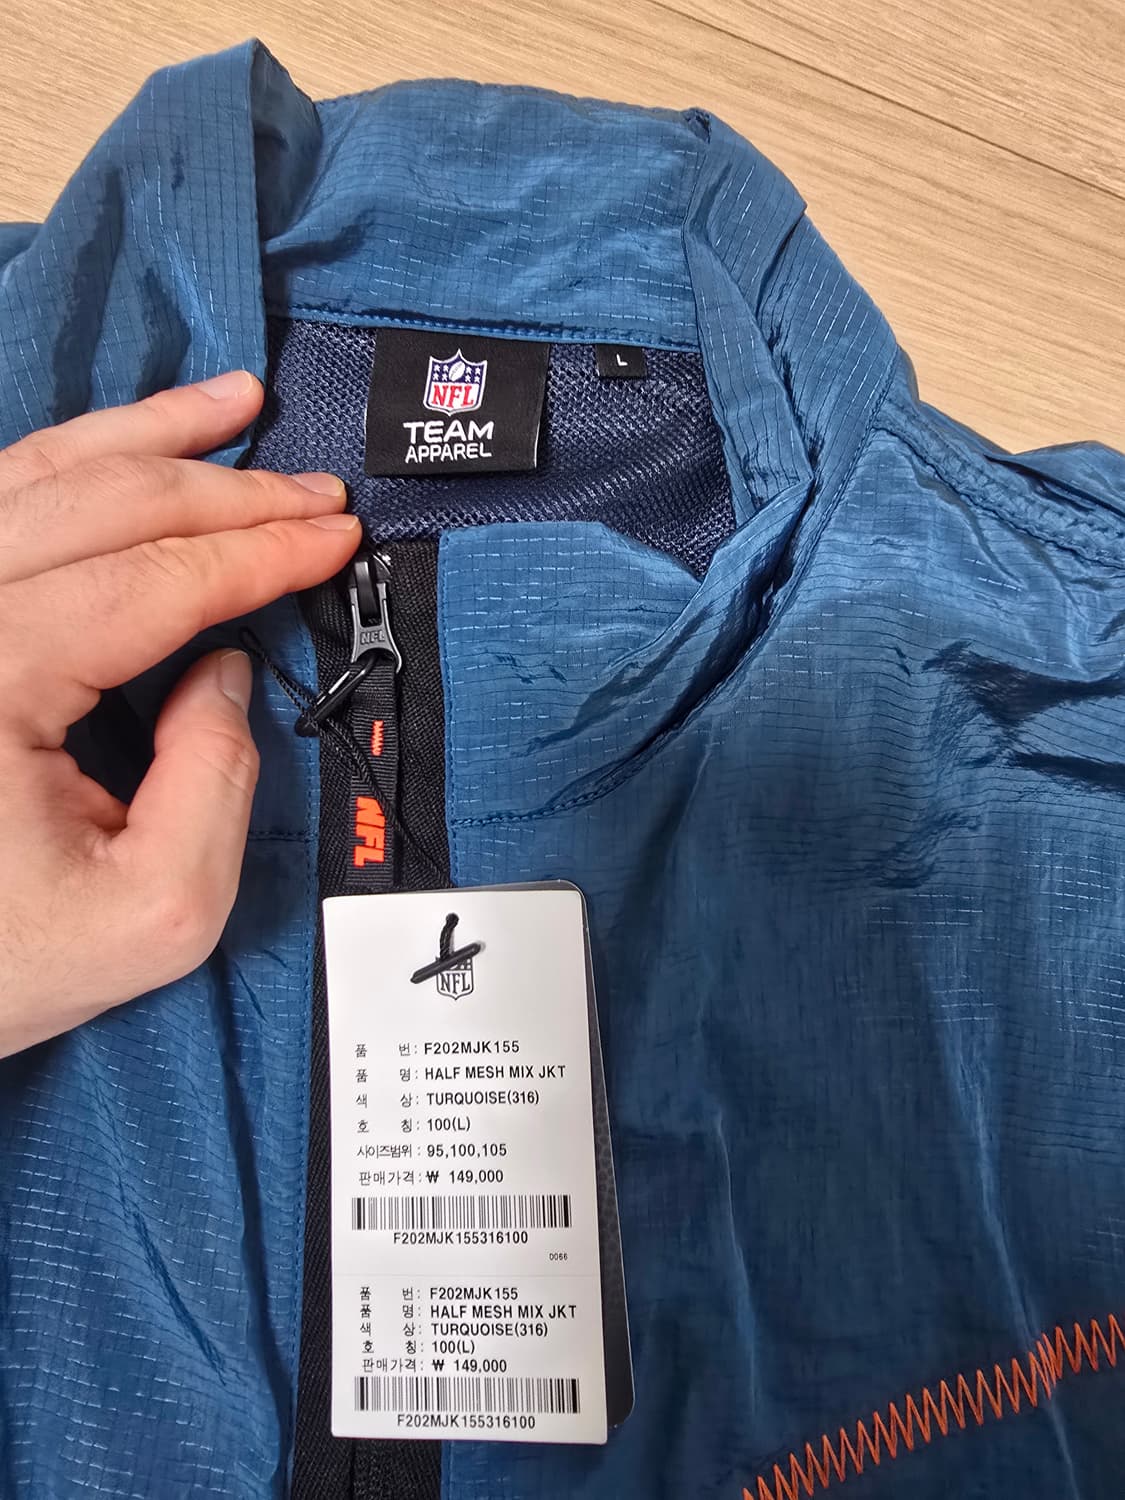 NFL
TEAM
APPAREL
L
NFL
NFL
NFL
품 번: F202MJK155
품 명: HALF MESH MIX JKT
색 상: TURQUOISE(316)
호 칭: 100(L)
사이즈범위 : 95,100,105
판매가격: ₩ 149,000
F202MJK155316100
0066
품 번: F202MJK155
품 명: HALF MESH MIX JKT
색 상: TURQUOISE(316)
호 칭: 100(L)
판매가격: ₩ 149,000
F202MJK155316100